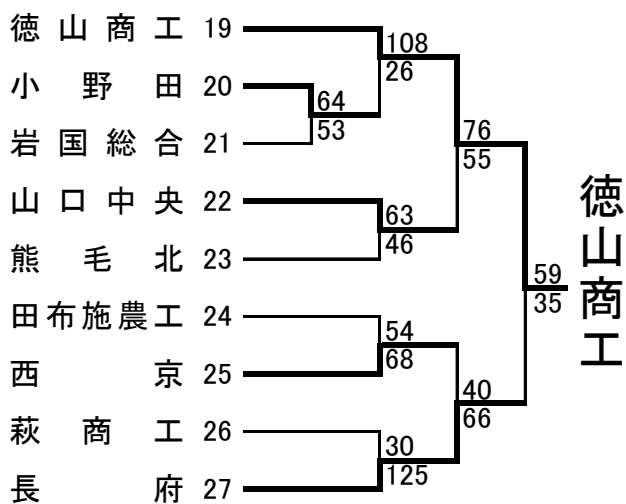 徳山商工 19
小野田 20
岩国総合 21
山口中央 22
熊毛北 23
田布施農工 24
西京 25
萩商工 26
長府 27
108
26
64
53
76
55
63
46
59
35
54
68
40
66
30
125
徳山商工